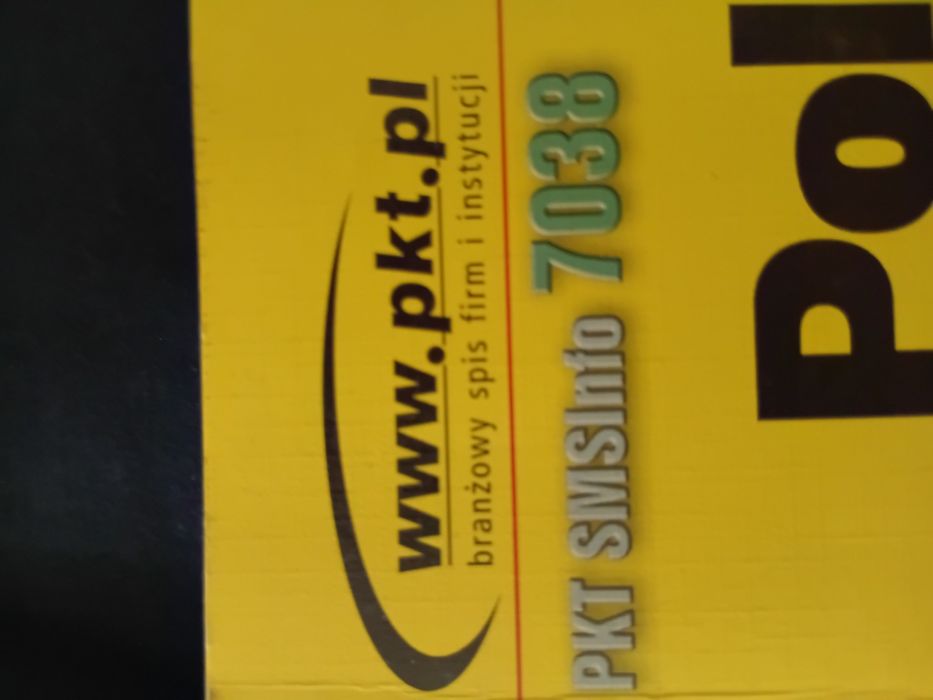 www.pkt.pl
branżowy spis firm i instytucji
PKT SMSInfo 7038
Pol